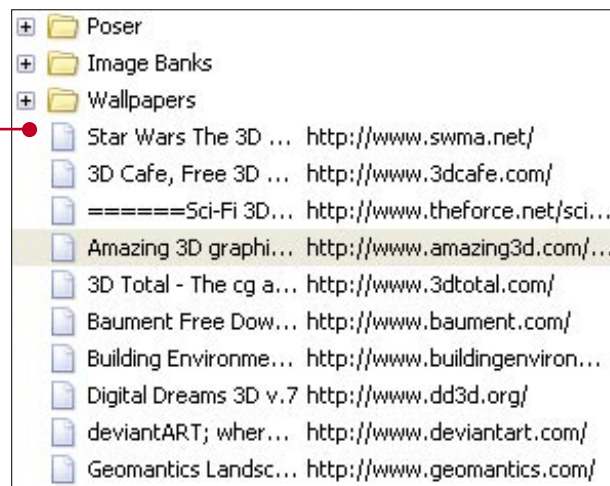 Poser
Image Banks
Wallpapers
Star Wars The 3D ... http://www.swma.net/
3D Cafe, Free 3D ... http://www.3dcafe.com/
======Sci-Fi 3D... http://www.theforce.net/sci...
Amazing 3D graphi... http://www.amazing3d.com/...
3D Total - The cg a... http://www.3dtotal.com/
Baument Free Dow... http://www.baument.com/
Building Environme... http://www.buildingenviron...
Digital Dreams 3D v.7 http://www.dd3d.org/
deviantART; wher... http://www.deviantart.com/
Geomantics Landsc... http://www.geomantics.com/